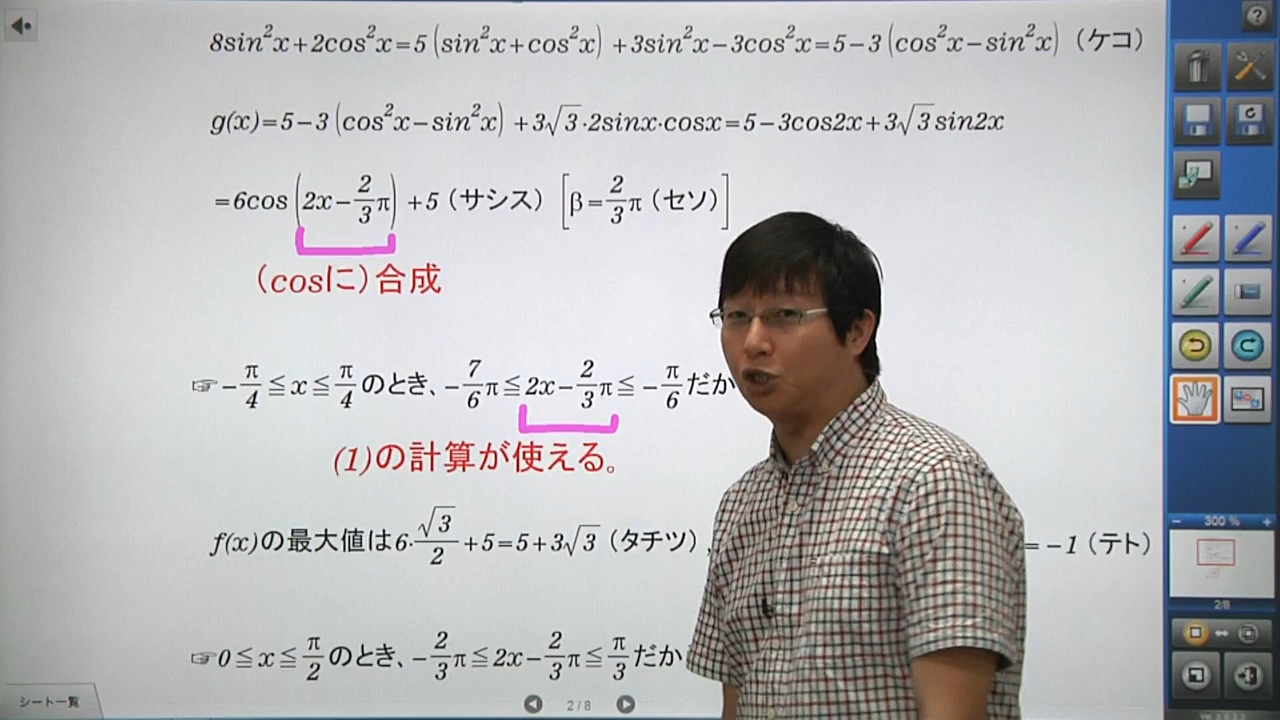 8sin²x+2cos²x=5(sin²x+cos²x)+3sin²x−3cos²x=5−3(cos²x−sin²x)（ケコ）
g(x)=5−3(cos²x−sin²x)+3√3·2sinx·cosx=5−3cos2x+3√3sin2x
=6cos(2x−2/3π)+5（サシス）[β=2/3π（セソ）]
（cosに）合成
☞−π/4≦x≦π/4のとき、−7/6π≦2x−2/3π≦−π/6だか
(1)の計算が使える。
f(x)の最大値は6·√3/2+5=5+3√3（タチツ）, =−1（テト）
☞0≦x≦π/2のとき、−2/3π≦2x−2/3π≦π/3だか
シート一覧
2/8
?
− 300 % +
2/8